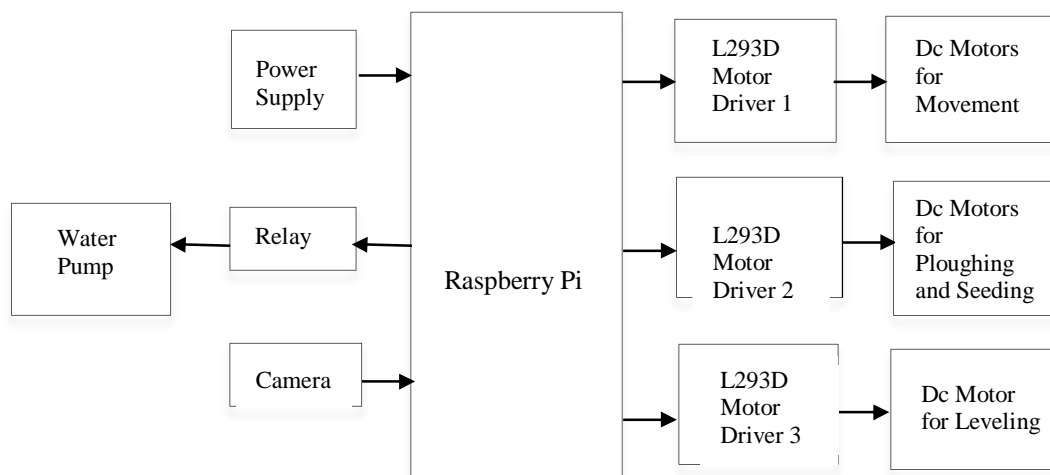 Power
Supply
Water
Pump
Relay
Camera
Raspberry Pi
L293D
Motor
Driver 1
Dc Motors
for
Movement
L293D
Motor
Driver 2
Dc Motors
for
Ploughing
and Seeding
L293D
Motor
Driver 3
Dc Motor
for Leveling